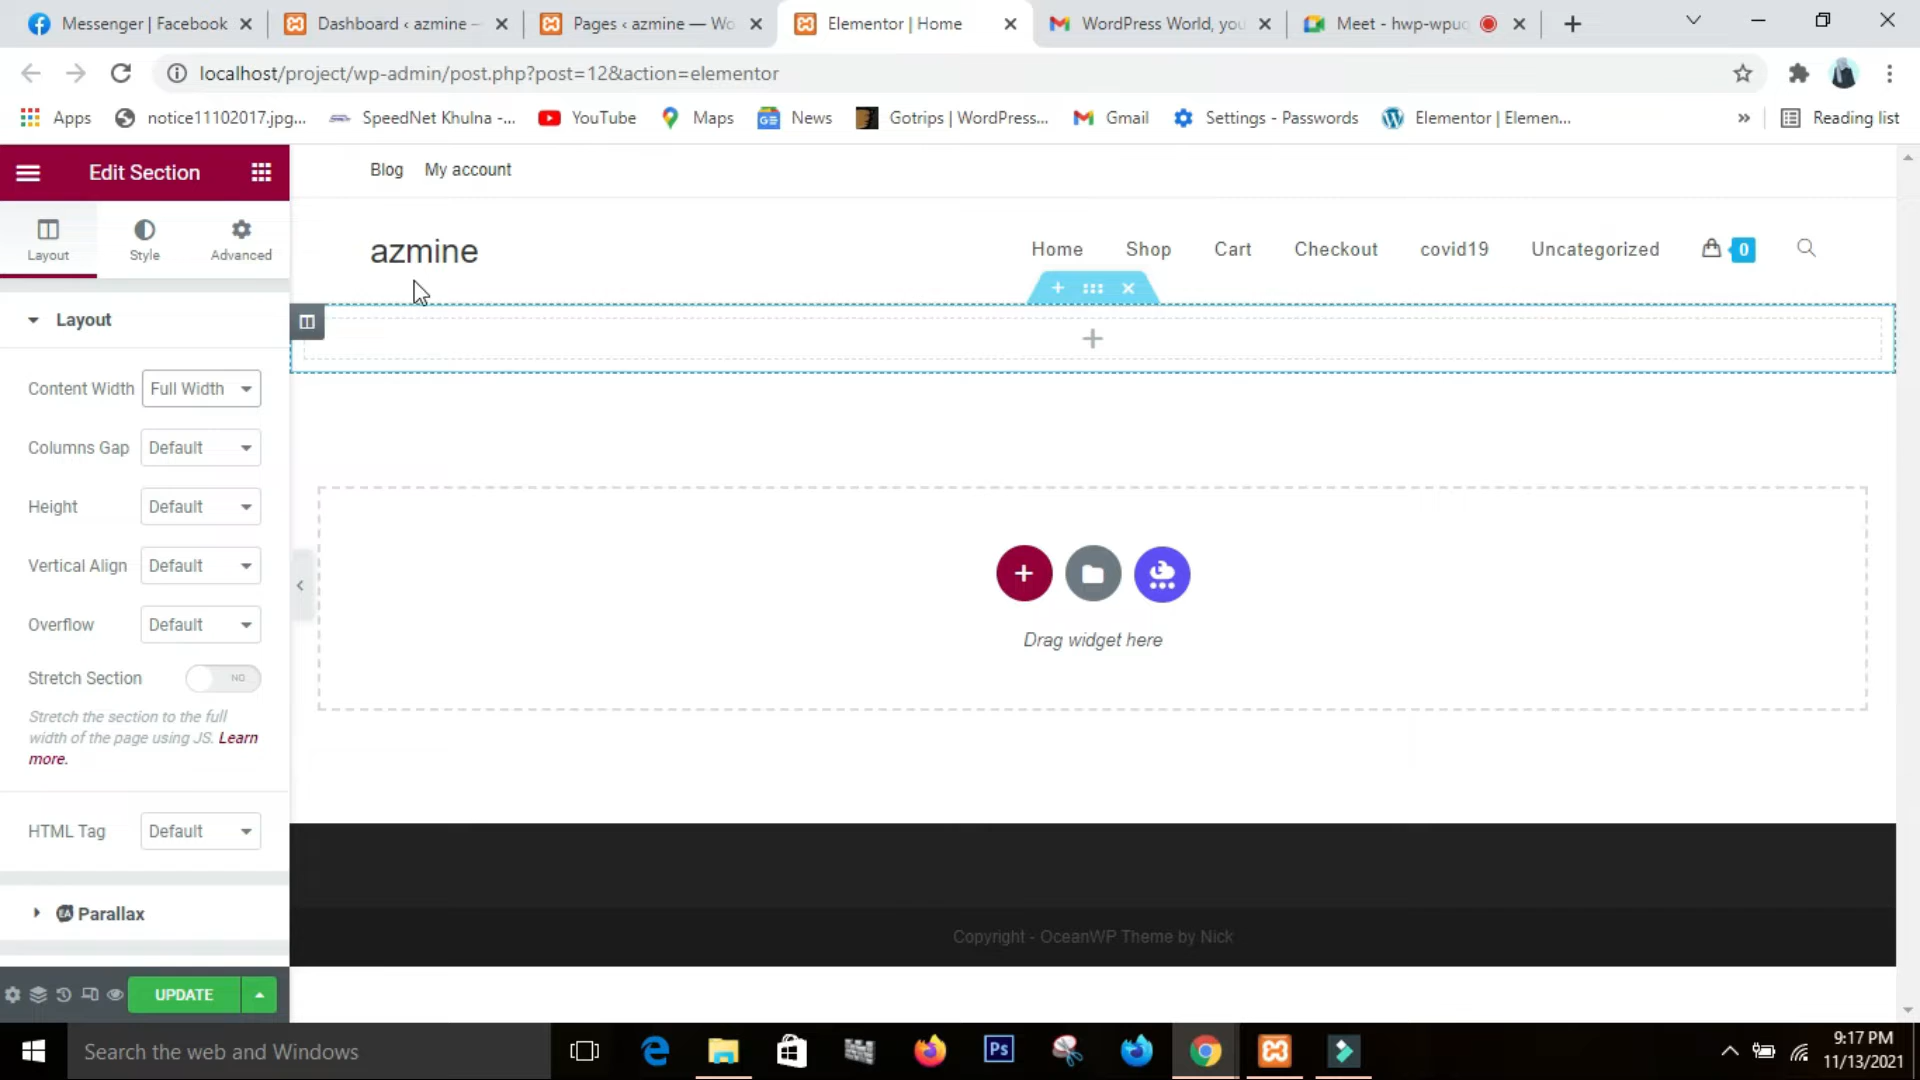 Messenger | Facebook
Dashboard ‹ azmine —
Pages ‹ azmine — Wo
Elementor | Home
WordPress World, you
Meet - hwp-wpuq
localhost/project/wp-admin/post.php?post=12&action=elementor
Apps
notice11102017.jpg...
SpeedNet Khulna -...
YouTube
Maps
News
Gotrips | WordPress...
Gmail
Settings - Passwords
Elementor | Elemen...
»
Reading list
Edit Section
Blog
My account
Layout
Style
Advanced
azmine
Home
Shop
Cart
Checkout
covid19
Uncategorized
0
Layout
Content Width
Full Width
Columns Gap
Default
Height
Default
Vertical Align
Default
Overflow
Default
Stretch Section
NO
Stretch the section to the full
width of the page using JS. Learn
more.
HTML Tag
Default
EA
Parallax
Drag widget here
Copyright - OceanWP Theme by Nick
UPDATE
Search the web and Windows
Ps
9:17 PM
11/13/2021